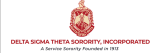 DELTA SIGMA THETA SORORITY, INCORPORATED
A Service Sorority Founded in 1913